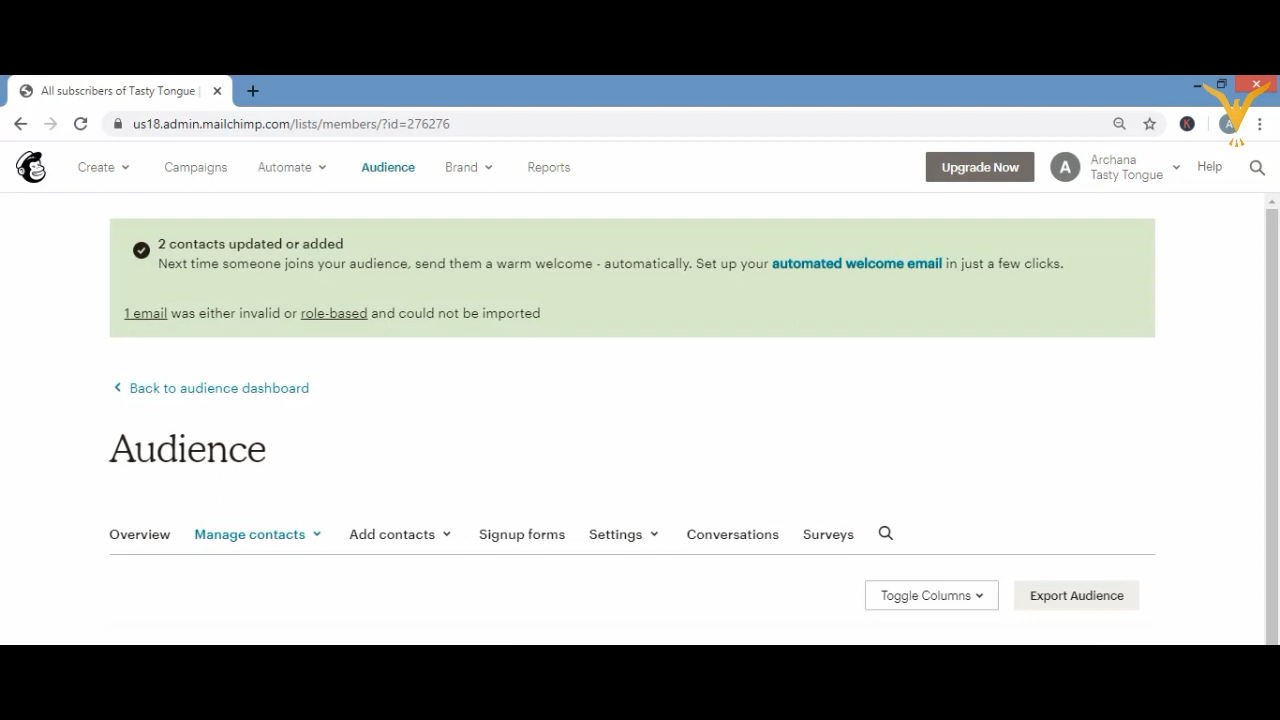 All subscribers of Tasty Tongue |
us18.admin.mailchimp.com/lists/members/?id=276276
K A
Create Campaigns Automate Audience Brand Reports Upgrade Now A Archana Help
Tasty Tongue
2 contacts updated or added
Next time someone joins your audience, send them a warm welcome - automatically. Set up your automated welcome email in just a few clicks.
1 email was either invalid or role-based and could not be imported
Back to audience dashboard
Audience
Overview Manage contacts Add contacts Signup forms Settings Conversations Surveys
Toggle Columns Export Audience